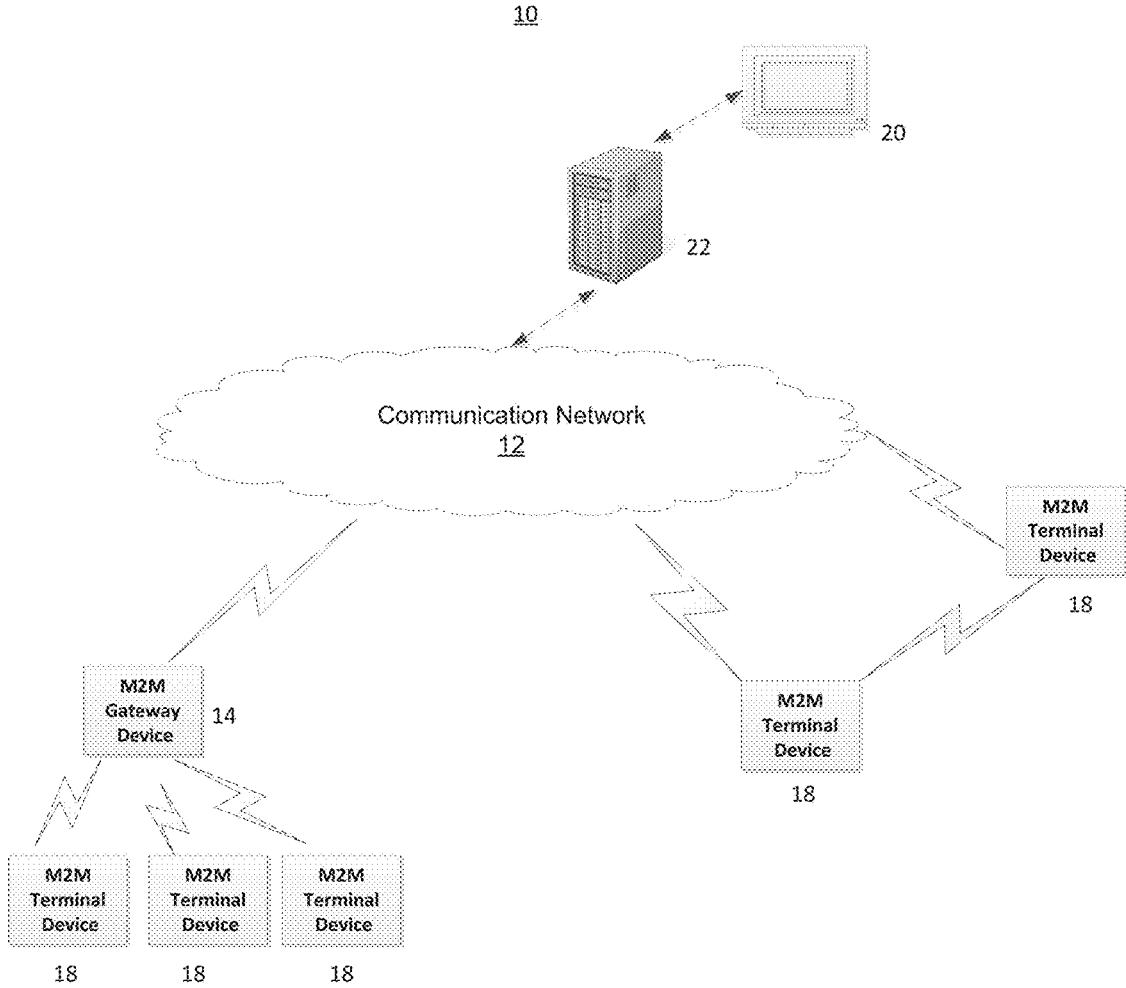 10
20
22
Communication Network
12
M2M
Terminal
Device
18
M2M
Gateway
Device
14
M2M
Terminal
Device
18
M2M
Terminal
Device
18
M2M
Terminal
Device
18
M2M
Terminal
Device
18